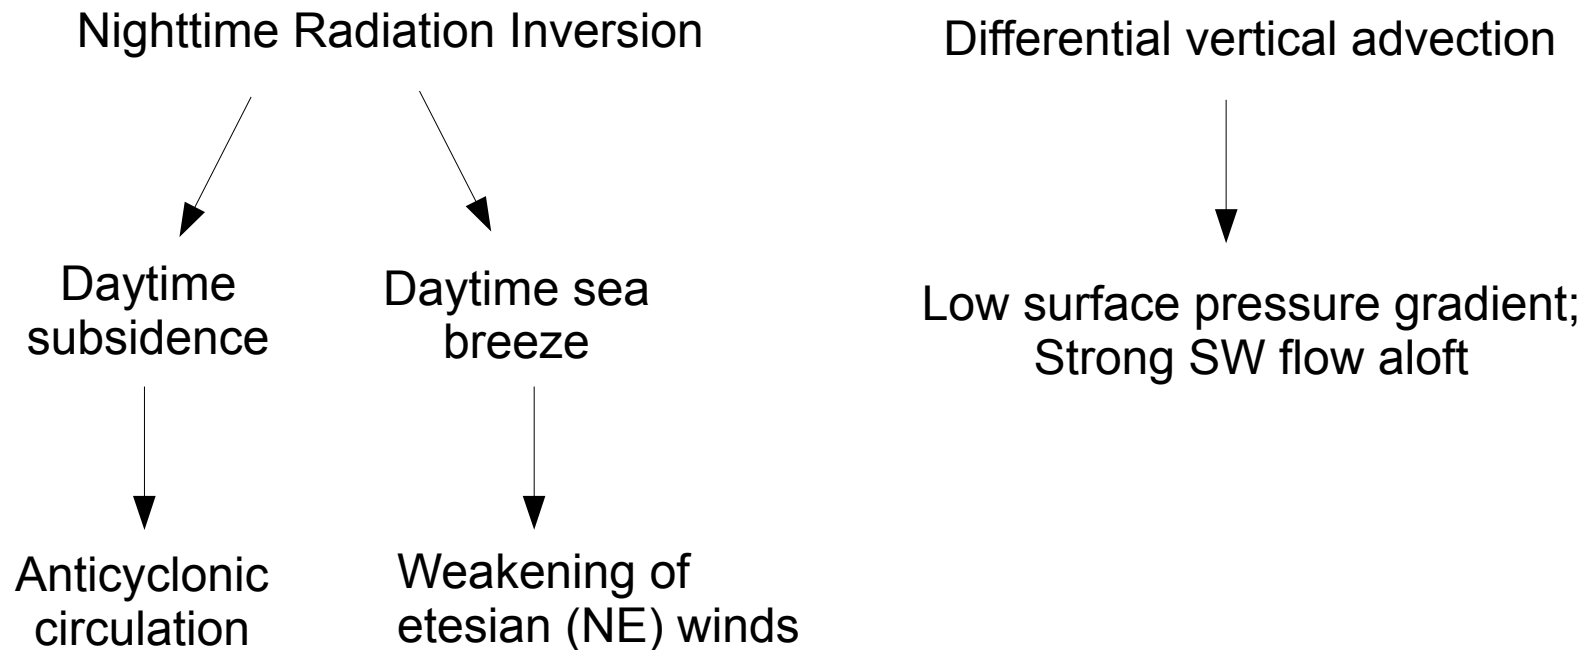 Nighttime Radiation Inversion
Differential vertical advection
Daytime
subsidence
Daytime sea
breeze
Low surface pressure gradient;
Strong SW flow aloft
Anticyclonic
circulation
Weakening of
etesian (NE) winds